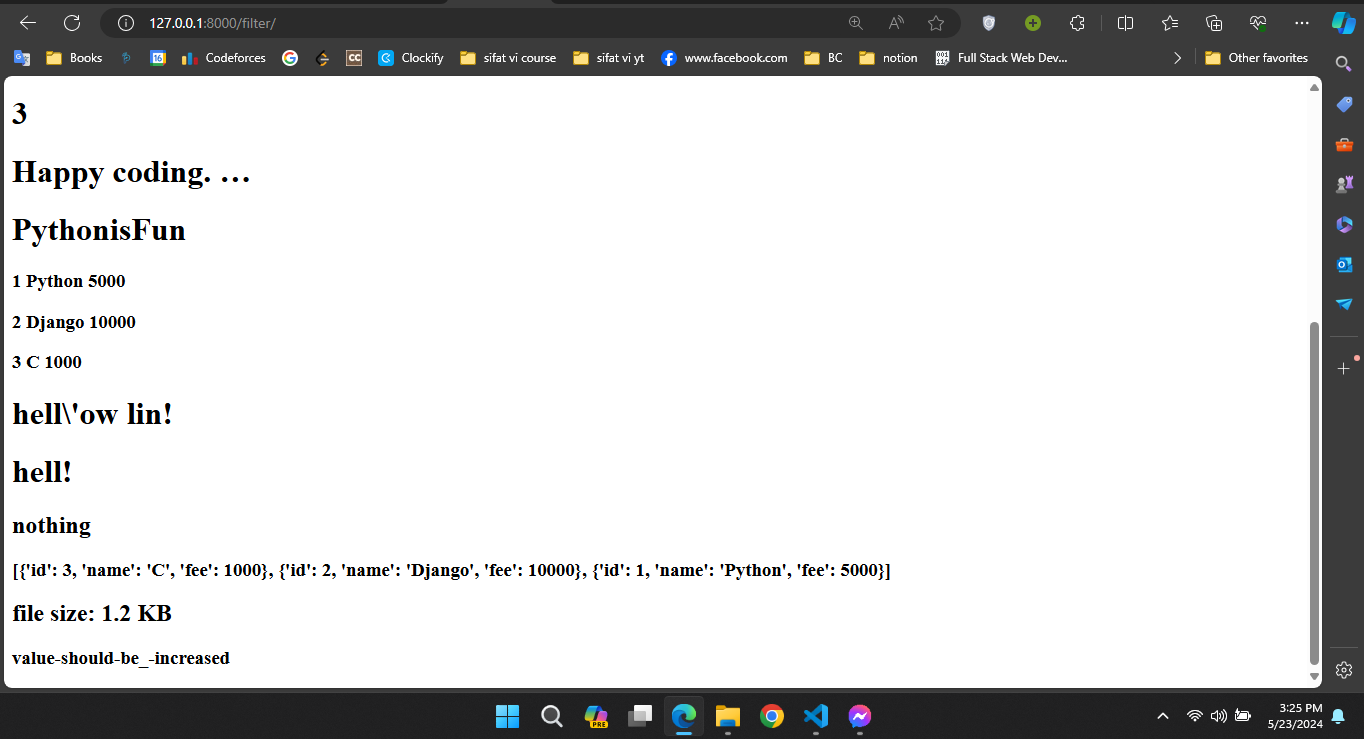 127.0.0.1:8000/filter/
Books
16
Codeforces
CC
Clockify
sifat vi course
sifat vi yt
www.facebook.com
BC
notion
Full Stack Web Dev...
Other favorites
3
Happy coding. …
PythonisFun
1 Python 5000
2 Django 10000
3 C 1000
hell\'ow lin!
hell!
nothing
[{'id': 3, 'name': 'C', 'fee': 1000}, {'id': 2, 'name': 'Django', 'fee': 10000}, {'id': 1, 'name': 'Python', 'fee': 5000}]
file size: 1.2 KB
value-should-be_-increased
PRE
3:25 PM
5/23/2024